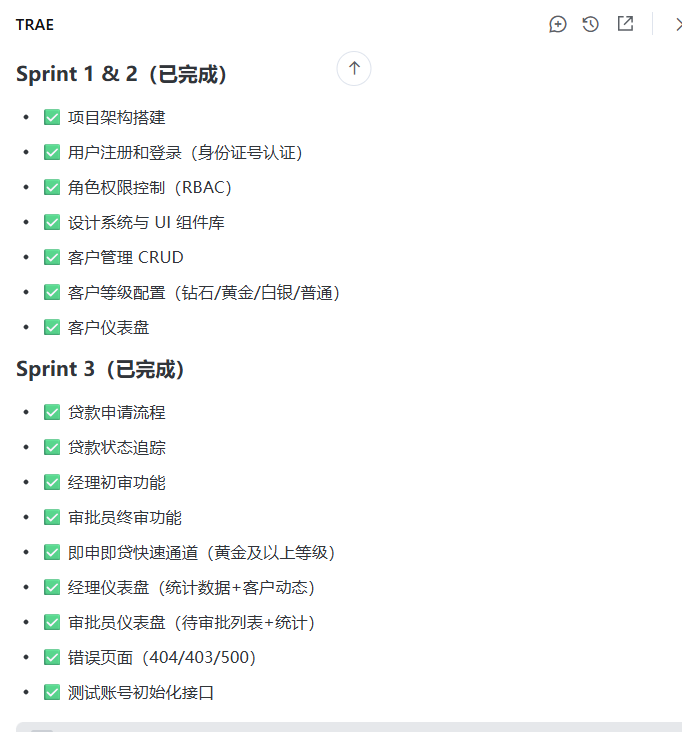 TRAE
Sprint 1 & 2（已完成）
项目架构搭建
用户注册和登录（身份证号认证）
角色权限控制（RBAC）
设计系统与 UI 组件库
客户管理 CRUD
客户等级配置（钻石/黄金/白银/普通）
客户仪表盘
Sprint 3（已完成）
贷款申请流程
贷款状态追踪
经理初审功能
审批员终审功能
即申即贷快速通道（黄金及以上等级）
经理仪表盘（统计数据+客户动态）
审批员仪表盘（待审批列表+统计）
错误页面（404/403/500）
测试账号初始化接口